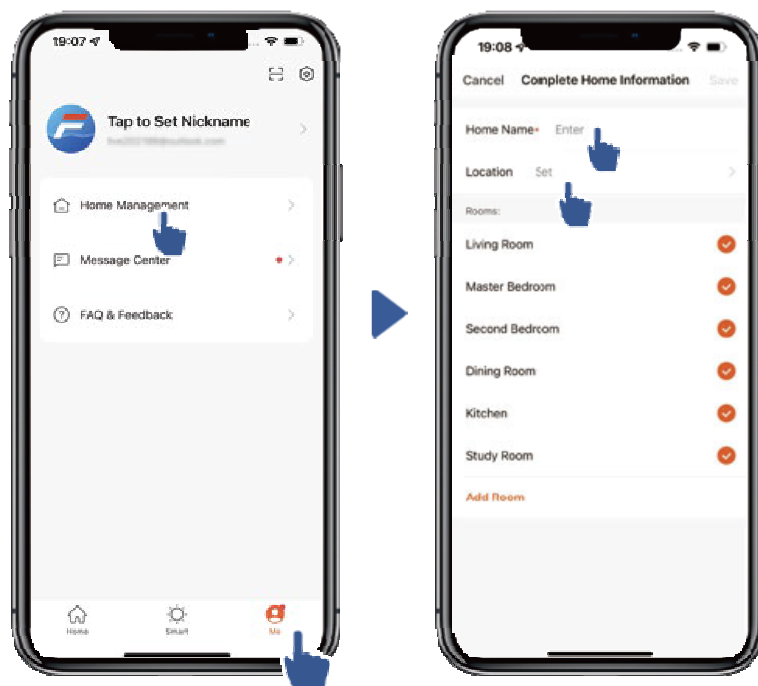 19:07
Tap to Set Nickname
Home Management
Message Center
FAQ & Feedback
Home
Smart
Me
19:08
Cancel Complete Home Information Save
Home Name* Enter
Location Set
Rooms:
Living Room
Master Bedroom
Second Bedroom
Dining Room
Kitchen
Study Room
Add Room